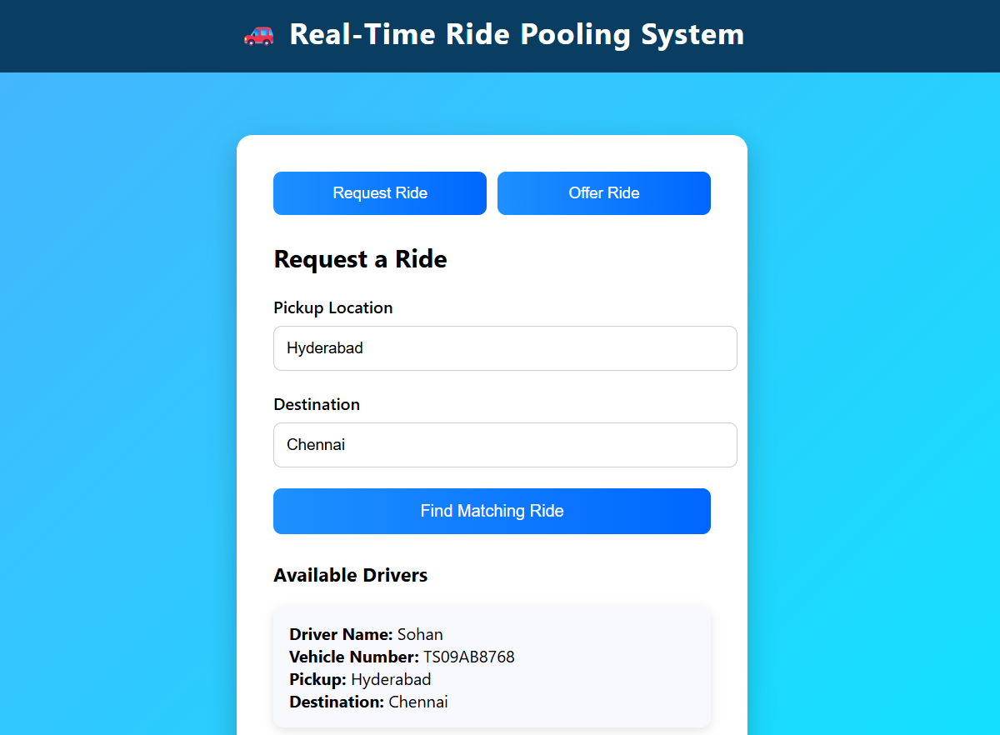 Real-Time Ride Pooling System
Request Ride
Offer Ride
Request a Ride
Pickup Location
Hyderabad
Destination
Chennai
Find Matching Ride
Available Drivers
Driver Name: Sohan
Vehicle Number: TS09AB8768
Pickup: Hyderabad
Destination: Chennai